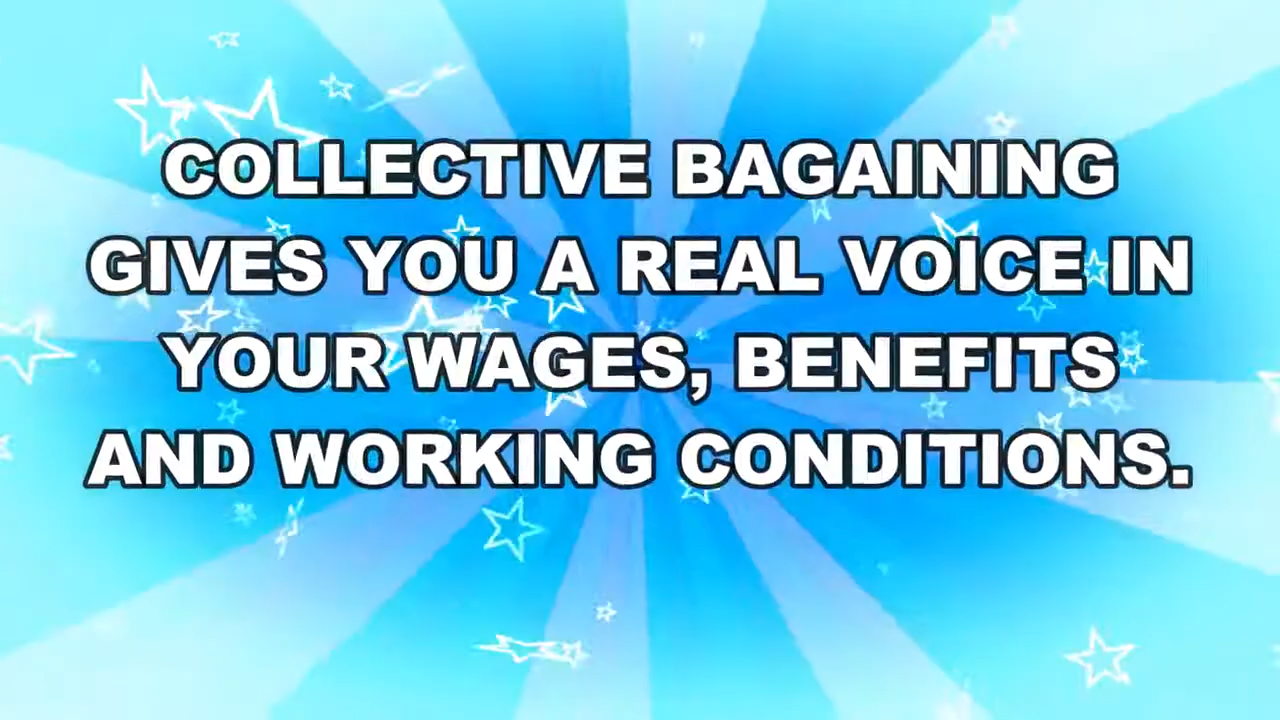 COLLECTIVE BAGAINING
GIVES YOU A REAL VOICE IN
YOUR WAGES, BENEFITS
AND WORKING CONDITIONS.